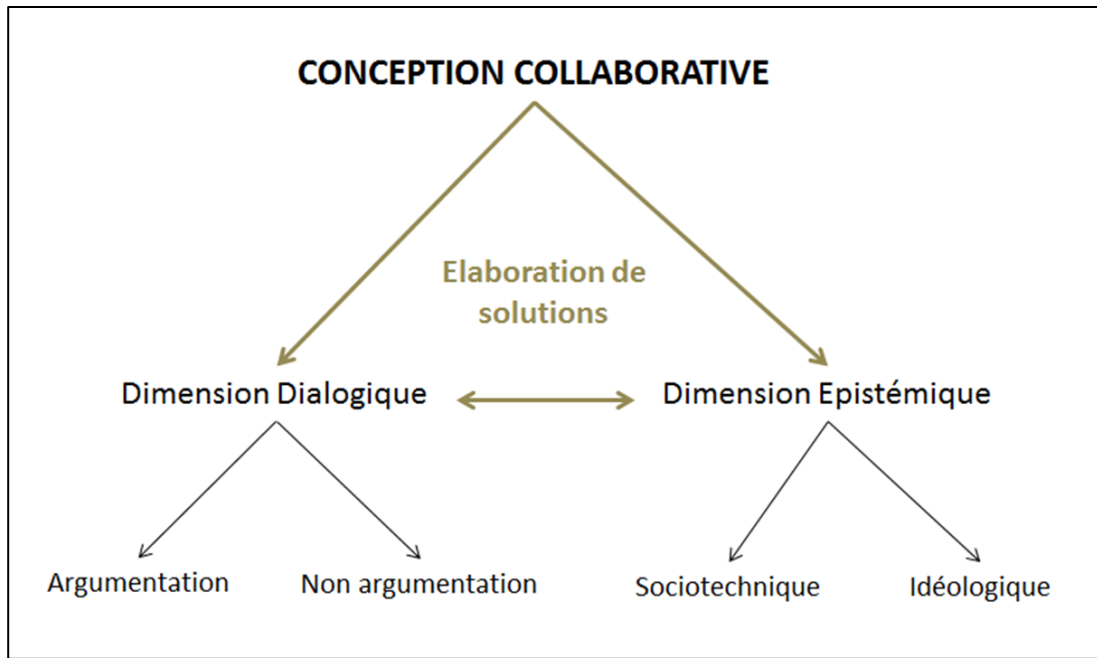 CONCEPTION COLLABORATIVE
Elaboration de
solutions
Dimension Dialogique
Dimension Epistémique
Argumentation
Non argumentation
Sociotechnique
Idéologique